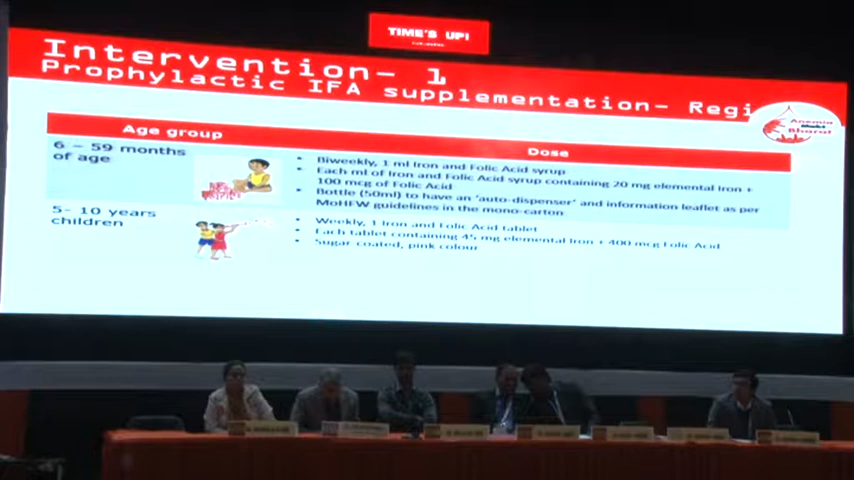 TIME'S UP!
Intervention- 1
Prophylactic IFA supplementation- Regi
Anemia
Mukt
Bharat
Age group
Dose
6 – 59 months
of age
• Biweekly, 1 ml Iron and Folic Acid syrup
• Each ml of Iron and Folic Acid syrup containing 20 mg elemental Iron +
100 mcg of Folic Acid
• Bottle (50ml) to have an 'auto-dispenser' and information leaflet as per
MoHFW guidelines in the mono-carton
5- 10 years
children
• Weekly, 1 Iron and Folic Acid tablet
• Each tablet containing 45 mg elemental Iron + 400 mcg Folic Acid
• Sugar coated, pink colour